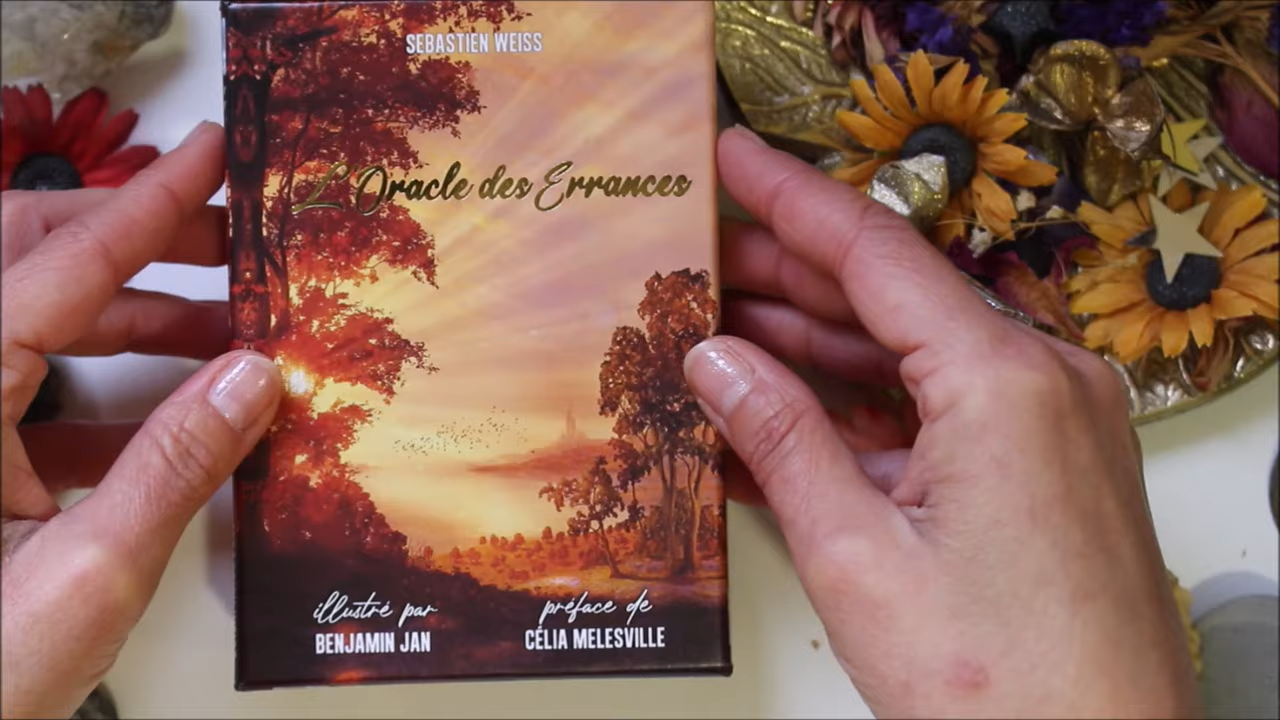 SEBASTIEN WEISS
L'Oracle des Errances
illustré par
BENJAMIN JAN
préface de
CÉLIA MELESVILLE